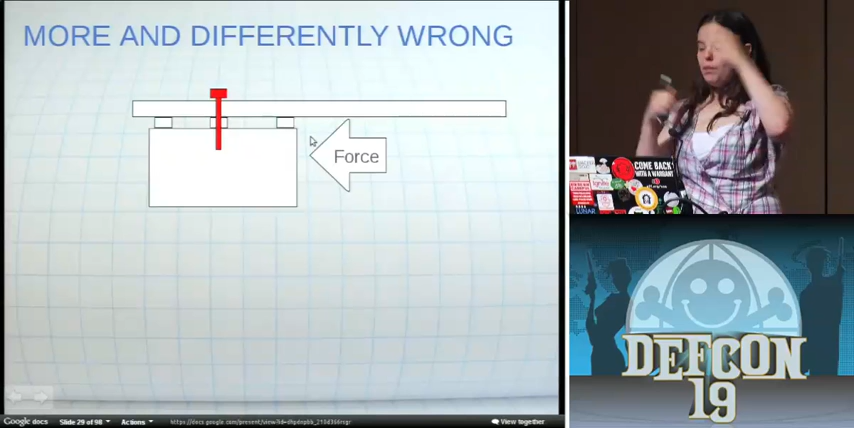 MORE AND DIFFERENTLY WRONG
Force
COME BACK
WITH A WARRANT
DEFCON
19
Google docs
Slide 29 of 98
Actions
View together